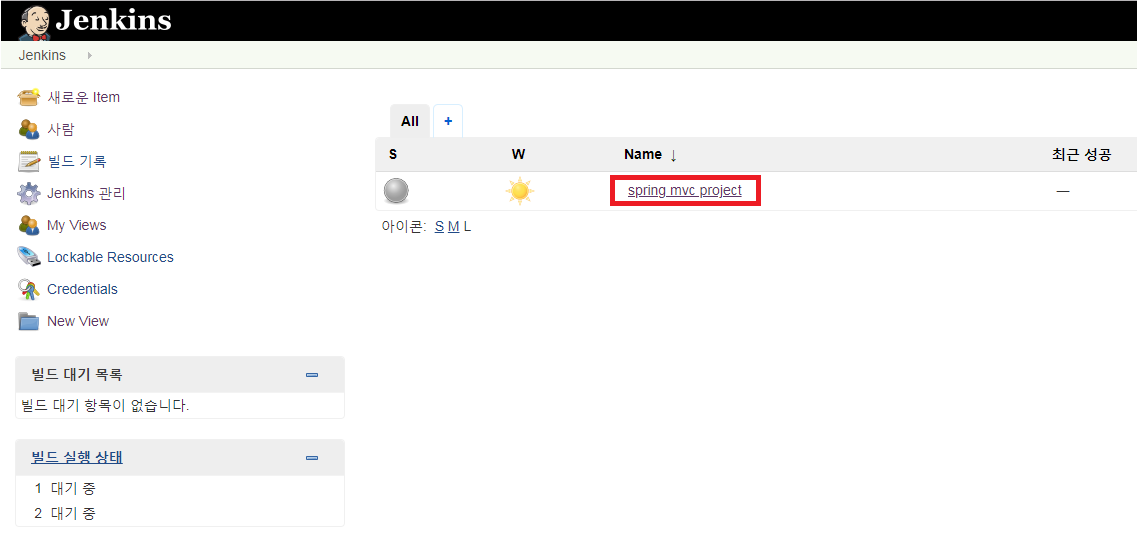 Jenkins
Jenkins
새로운 Item
사람
빌드 기록
Jenkins 관리
My Views
Lockable Resources
Credentials
New View
빌드 대기 목록
빌드 대기 항목이 없습니다.
빌드 실행 상태
1 대기 중
2 대기 중
All +
S W Name ↓ 최근 성공
spring mvc project —
아이콘: S M L